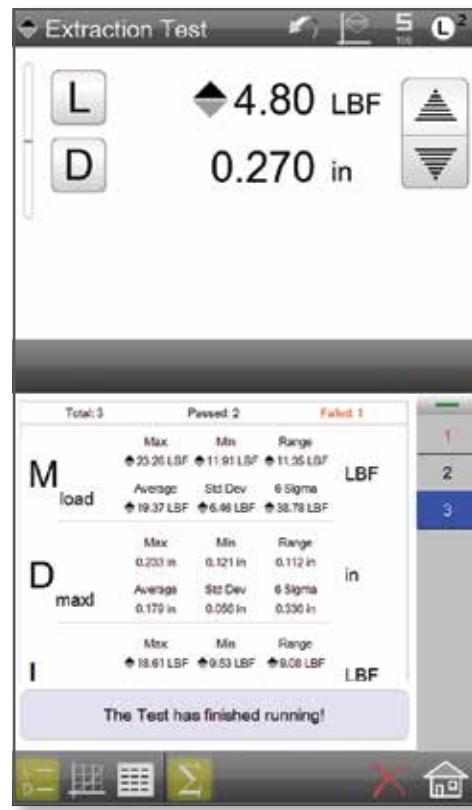 Extraction Test
5
100
L 2
L 4.80 LBF
D 0.270 in
Total: 3 Passed: 2 Failed: 1
Max Min Range
23.26 LBF 11.91 LBF 11.35 LBF
M load LBF
Average Std Dev 6 Sigma
19.37 LBF 6.46 LBF 38.78 LBF
Max Min Range
0.233 in 0.121 in 0.112 in
D maxl in
Average Std Dev 6 Sigma
0.179 in 0.056 in 0.336 in
Max Min Range
18.61 LBF 9.53 LBF 9.08 LBF
LBF
The Test has finished running!
1
2
3
L
D
Σ